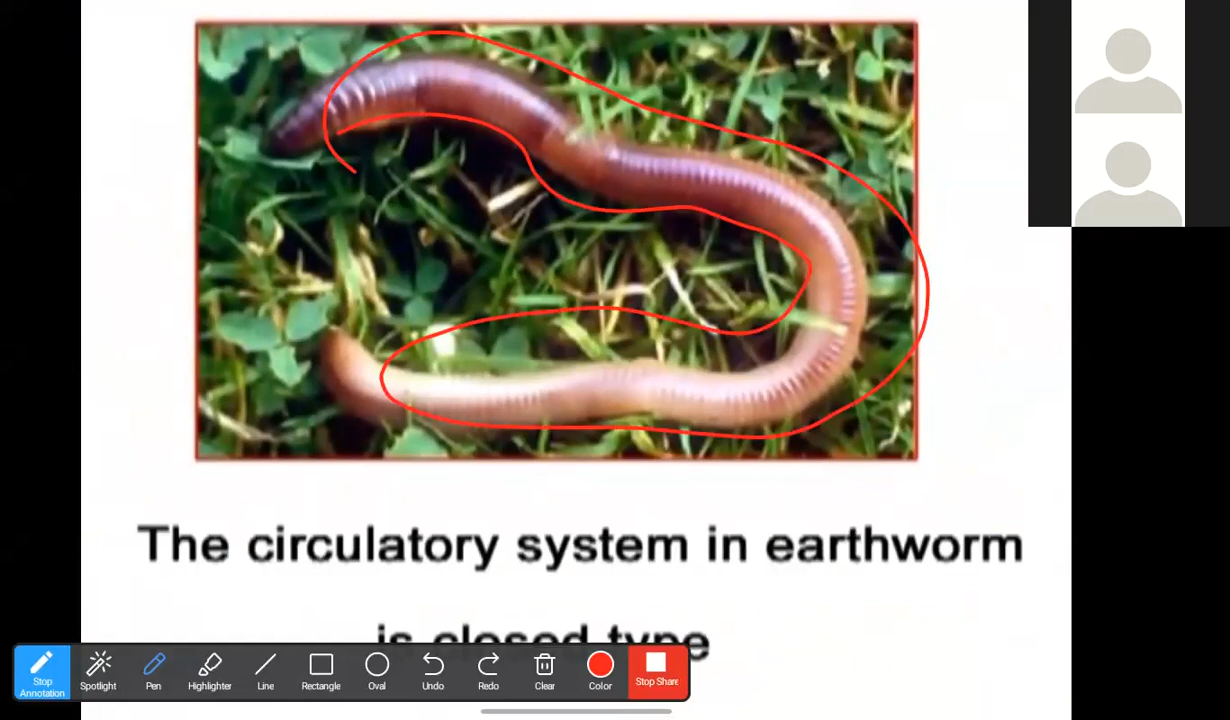 The circulatory system in earthworm
is closed type
Stop Annotation
Spotlight
Pen
Highlighter
Line
Rectangle
Oval
Undo
Redo
Clear
Color
Stop Share